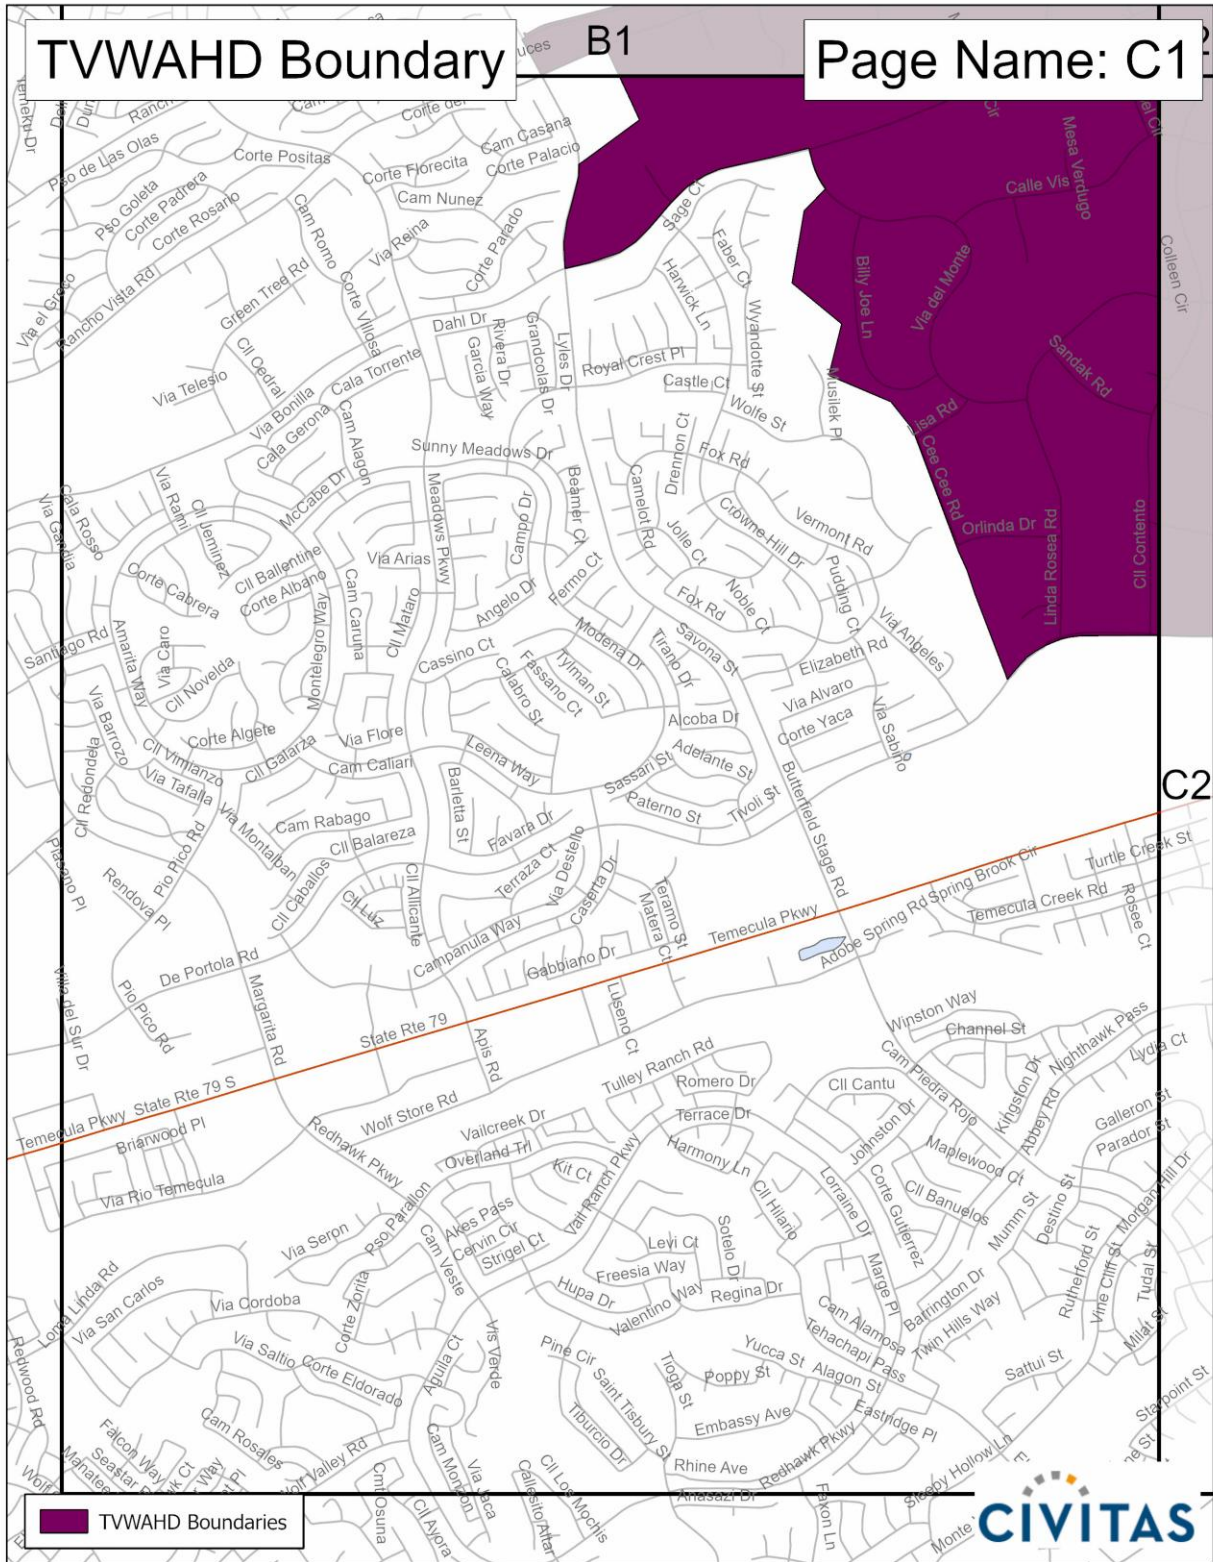 TVWAHD Boundary
B1
Page Name: C1
Temeku Dr
Corte del
Cam Casana
Corte Palacio
Pso de Las Olas
Corte Positas
Corte Florecita
Cam Nunez
Pso Goleta
Corte Padrera
Corte Rosario
Cam Romo
Via Reina
Corte Parado
Via el Greco
Rancho Vista Rd
Green Tree Rd
Corte Villosa
Sage Ct
Faber Ct
Harwick Ln
Wyandotte St
Mesa Verdugo
Calle Vis
Colleen Cir
Billy Joe Ln
Via del Monte
Sandak Rd
Dahl Dr
Rivera Dr
Garcia Way
Grandcolas Dr
Lyles Dr
Royal Crest Pl
Castle Ct
Wolfe St
Musilek Pl
Lisa Rd
Cee Cee Rd
Orlinda Dr
Linda Rosea Rd
Cll Contento
Cll Cedral
Via Telesio
Cala Torrente
Via Bonilla
Cala Gerona
Cam Alagon
Sunny Meadows Dr
McCabe Dr
Meadows Pkwy
Beamer Ct
Campo Dr
Camelot Rd
Drennon Ct
Fox Rd
Crowne Hill Dr
Vermont Rd
Jolle Ct
Via Rami
Cala Rosso
Via Gandia
Cll Jeminez
Cll Ballentine
Corte Albano
Via Arias
Corte Cabrera
Cam Caruna
Cll Mataro
Angelo Dr
Fermo Ct
Noble Ct
Fox Rd
Pudding Ct
Via Angeles
Santiago Rd
Amarita Way
Via Caro
Cll Novelda
Montelegro Way
Cassino Ct
Modena Dr
Tirano Dr
Savona St
Elizabeth Rd
Tylman St
Fassano Ct
Calabro St
Via Alvaro
Corte Yaca
Via Sabino
Via Barrozo
Corte Algete
Via Flore
Cll Galarza
Cam Caliari
Alcoba Dr
Adelante St
Leena Way
Sassari St
Cll Vimianzo
Via Tafalla
Cll Redondela
Barletta St
Paterno St
Tivoli St
Butterfield Stage Rd
C2
Via Montalban
Cam Rabago
Favara Dr
Cll Balareza
Terraza Ct
Via Destello
Caserta Dr
Pio Pico Rd
Plasano Pl
Rendova Pl
Cll Caballos
Cll Luz
Cll Allicante
Teramo St
Matera Ct
Temecula Pkwy
Adobe Spring Rd
Spring Brook Cir
Turtle Creek St
Temecula Creek Rd
Rosee Ct
Campanula Way
Gabbiano Dr
De Portola Rd
Villa del Sur Dr
Pio Pico Rd
Margarita Rd
State Rte 79
Apis Rd
Luseno Ct
Winston Way
Channel St
Nighthawk Pass
Lydia Ct
Tulley Ranch Rd
Romero Dr
Cll Cantu
Cam Piedra Rojo
Kingston Dr
Abbey Rd
Galleron St
Parador St
Temecula Pkwy
State Rte 79 S
Briarwood Pl
Wolf Store Rd
Redhawk Pkwy
Vailcreek Dr
Overland Trl
Kit Ct
Terrace Dr
Harmony Ln
Johnston Dr
Maplewood Ct
Via Rio Temecula
Vail Ranch Pkwy
Lorraine Dr
Corte Gutierrez
Cll Banuelos
Cll Hilario
Mumm St
Destino St
Morgan Hill Dr
Pso Parallon
Akes Pass
Cervin Cir
Strigel Ct
Via Seron
Cam Veste
Levi Ct
Sotelo Dr
Freesia Way
Hupa Dr
Valentino Way
Regina Dr
Marge Pl
Barrington Dr
Rutherford St
Vine Cliff St
Tudal St
Loma Linda Rd
Via San Carlos
Via Cordoba
Corte Zorita
Cam Alamosa
Tehachapi Pass
Twin Hills Way
Milat St
Redwood Rd
Via Saltio
Corte Eldorado
Aguila Ct
Vis Verde
Pine Cir
Saint Tisbury St
Tiburcio Dr
Tioga St
Poppy St
Yucca St
Alagon St
Sattui St
Starpoint St
Embassy Ave
Eastridge Pl
Falcon Way
Cam Rosales
Wolf Valley Rd
Cam Monzon
Via Jaca
Rhine Ave
Redhawk Pkwy
Sleepy Hollow Ln
Cmt Osuna
Cll Ayora
Callesito Altar
Cll Los Mochis
Anasazi Dr
Faxon Ln
Monte
TVWAHD Boundaries
CIVITAS